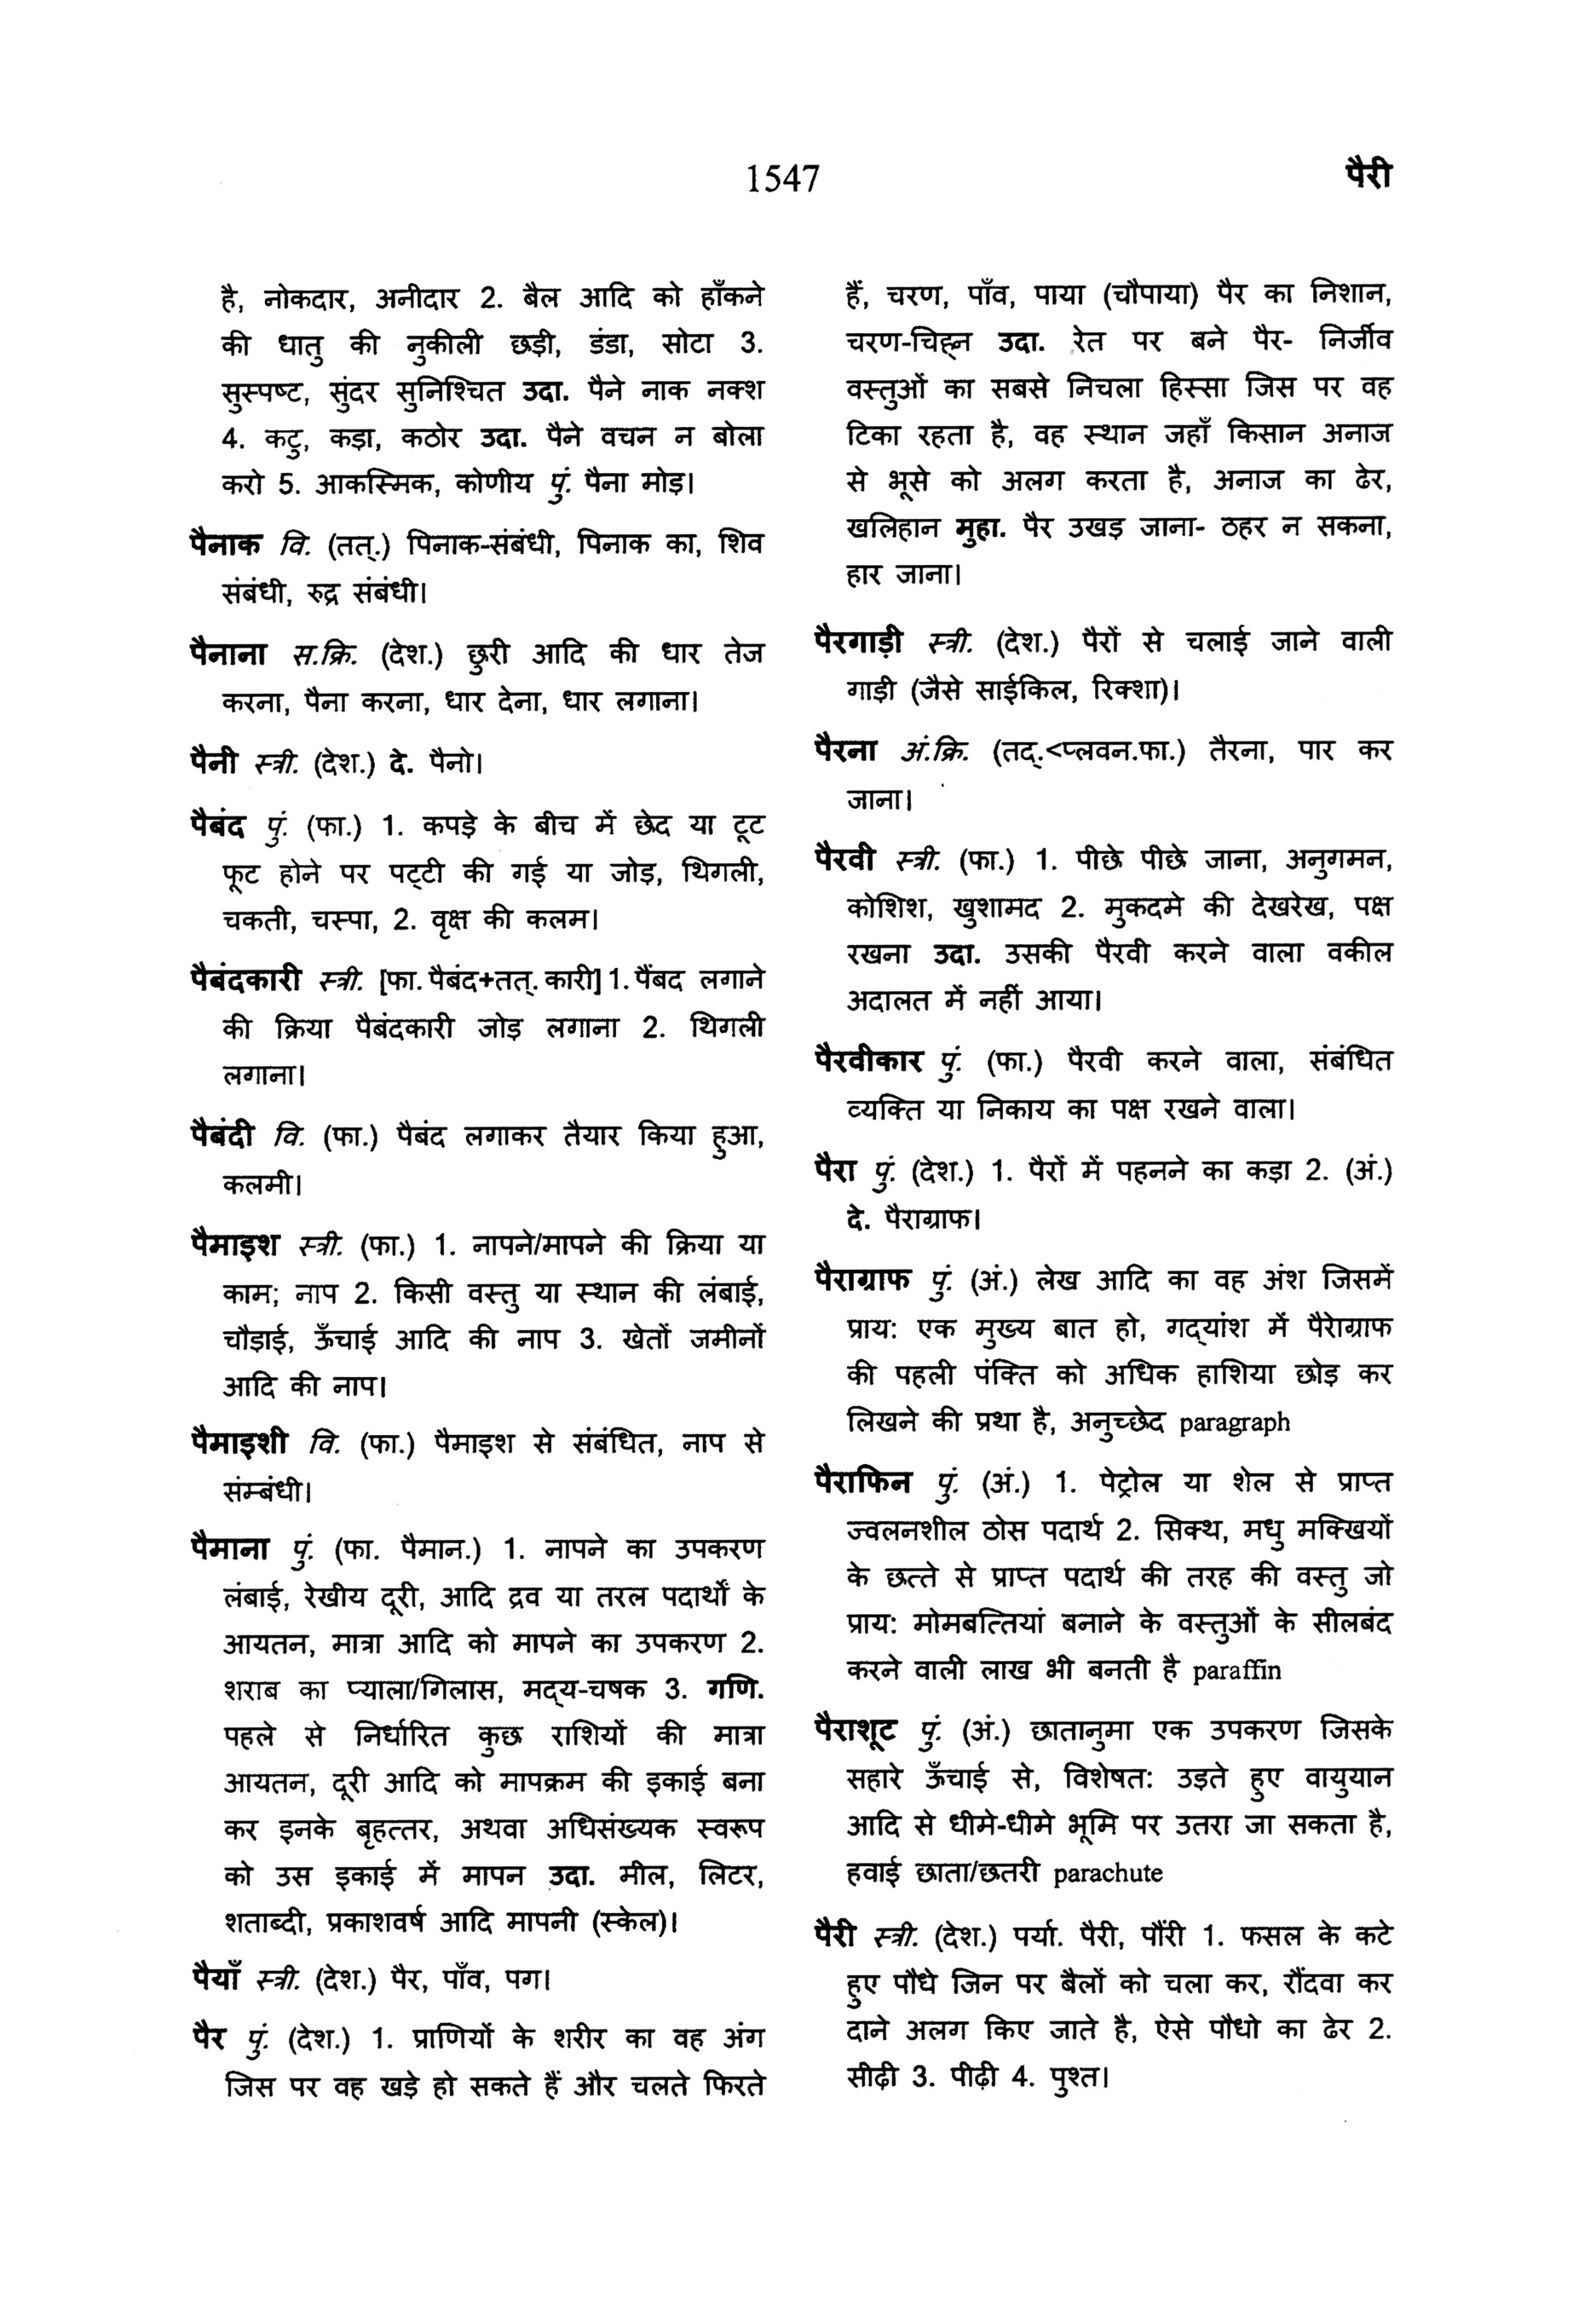 1547
पैरी
है, नोकदार, अनीदार 2. बैल आदि को हाँकने
की धातु की नुकीली छड़ी, डंडा, सोटा 3.
सुस्पष्ट, सुंदर सुनिश्चित उदा. पैने नाक नक्श
4. कटु, कड़ा, कठोर उदा. पैने वचन न बोला
करो 5. आकस्मिक, कोणीय पुं. पैना मोड़।
पैनाक वि. (तत्.) पिनाक-संबंधी, पिनाक का, शिव
संबंधी, रुद्र संबंधी।
पैनाना स.क्रि. (देश.) छुरी आदि की धार तेज
करना, पैना करना, धार देना, धार लगाना।
पैनी स्त्री. (देश.) दे. पैनो।
पैबंद पुं. (फा.) 1. कपड़े के बीच में छेद या टूट
फूट होने पर पट्टी की गई या जोड़, थिगली,
चकती, चस्पा, 2. वृक्ष की कलम।
पैबंदकारी स्त्री. [फा. पैबंद+तत्. कारी] 1. पैंबद लगाने
की क्रिया पैबंदकारी जोड़ लगाना 2. थिगली
लगाना।
पैबंदी वि. (फा.) पैबंद लगाकर तैयार किया हुआ,
कलमी।
पैमाइश स्त्री. (फा.) 1. नापने/मापने की क्रिया या
काम; नाप 2. किसी वस्तु या स्थान की लंबाई,
चौड़ाई, ऊँचाई आदि की नाप 3. खेतों जमीनों
आदि की नाप।
पैमाइशी वि. (फा.) पैमाइश से संबंधित, नाप से
संम्बंधी।
पैमाना पुं. (फा. पैमान.) 1. नापने का उपकरण
लंबाई, रेखीय दूरी, आदि द्रव या तरल पदार्थों के
आयतन, मात्रा आदि को मापने का उपकरण 2.
शराब का प्याला/गिलास, मद्य-चषक 3. गणि.
पहले से निर्धारित कुछ राशियों की मात्रा
आयतन, दूरी आदि को मापक्रम की इकाई बना
कर इनके बृहत्तर, अथवा अधिसंख्यक स्वरूप
को उस इकाई में मापन उदा. मील, लिटर,
शताब्दी, प्रकाशवर्ष आदि मापनी (स्केल)।
पैयाँ स्त्री. (देश.) पैर, पाँव, पग।
पैर पुं. (देश.) 1. प्राणियों के शरीर का वह अंग
जिस पर वह खड़े हो सकते हैं और चलते फिरते
हैं, चरण, पाँव, पाया (चौपाया) पैर का निशान,
चरण-चिह्न उदा. रेत पर बने पैर- निर्जीव
वस्तुओं का सबसे निचला हिस्सा जिस पर वह
टिका रहता है, वह स्थान जहाँ किसान अनाज
से भूसे को अलग करता है, अनाज का ढेर,
खलिहान मुहा. पैर उखड़ जाना- ठहर न सकना,
हार जाना।
पैरगाड़ी स्त्री. (देश.) पैरों से चलाई जाने वाली
गाड़ी (जैसे साईकिल, रिक्शा)।
पैरना अं.क्रि. (तद्.<प्लवन.फा.) तैरना, पार कर
जाना।
पैरवी स्त्री. (फा.) 1. पीछे पीछे जाना, अनुगमन,
कोशिश, खुशामद 2. मुकदमे की देखरेख, पक्ष
रखना उदा. उसकी पैरवी करने वाला वकील
अदालत में नहीं आया।
पैरवीकार पुं. (फा.) पैरवी करने वाला, संबंधित
व्यक्ति या निकाय का पक्ष रखने वाला।
पैरा पुं. (देश.) 1. पैरों में पहनने का कड़ा 2. (अं.)
दे. पैराग्राफ।
पैराग्राफ पुं. (अं.) लेख आदि का वह अंश जिसमें
प्राय: एक मुख्य बात हो, गद्यांश में पैरेाग्राफ
की पहली पंक्ति को अधिक हाशिया छोड़ कर
लिखने की प्रथा है, अनुच्छेद paragraph
पैराफिन पुं. (अं.) 1. पेट्रोल या शेल से प्राप्त
ज्वलनशील ठोस पदार्थ 2. सिक्थ, मधु मक्खियों
के छत्ते से प्राप्त पदार्थ की तरह की वस्तु जो
प्राय: मोमबत्तियां बनाने के वस्तुओं के सीलबंद
करने वाली लाख भी बनती है paraffin
पैराशूट पुं. (अं.) छातानुमा एक उपकरण जिसके
सहारे ऊँचाई से, विशेषत: उड़ते हुए वायुयान
आदि से धीमे-धीमे भूमि पर उतरा जा सकता है,
हवाई छाता/छतरी parachute
पैरी स्त्री. (देश.) पर्या. पैरी, पौंरी 1. फसल के कटे
हुए पौधे जिन पर बैलों को चला कर, रौंदवा कर
दाने अलग किए जाते है, ऐसे पौधो का ढेर 2.
सीढ़ी 3. पीढ़ी 4. पुश्त।